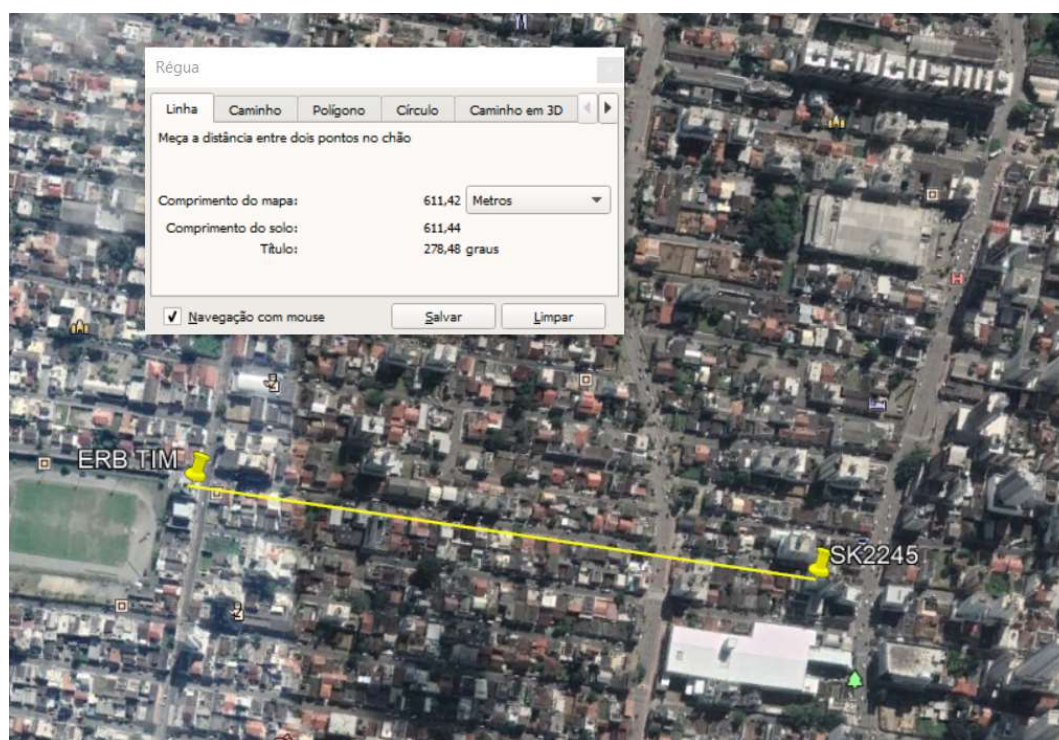 Régua
Linha Caminho Polígono Círculo Caminho em 3D
Meça a distância entre dois pontos no chão
Comprimento do mapa: 611,42 Metros
Comprimento do solo: 611,44
Título: 278,48 graus
Navegação com mouse Salvar Limpar
H
ERB TIM
SK2245